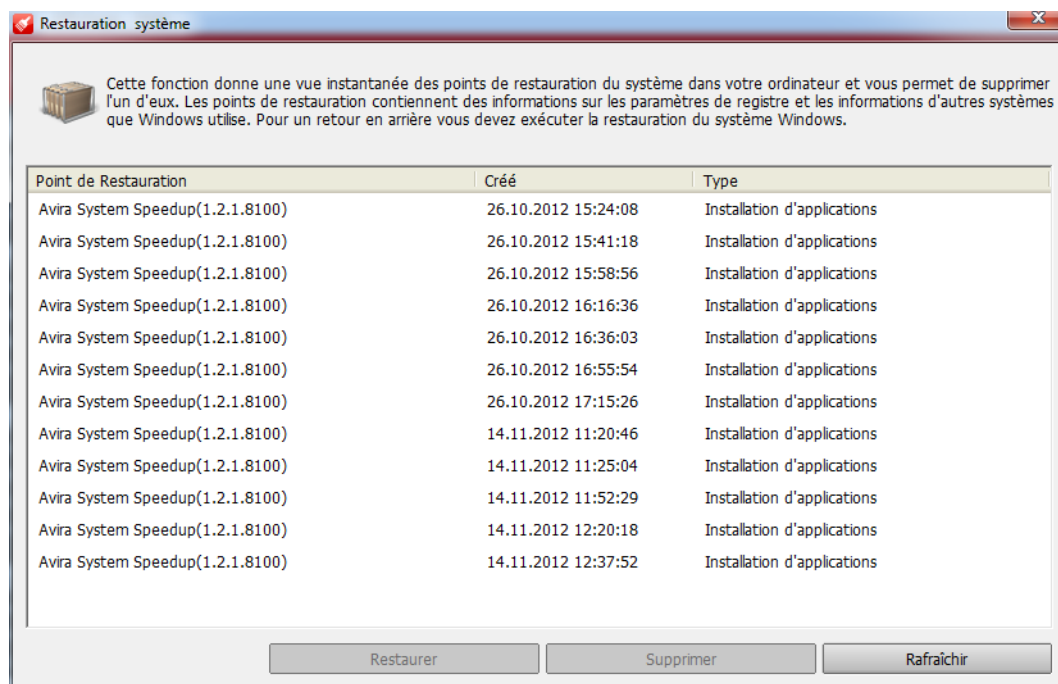 Restauration système
Cette fonction donne une vue instantanée des points de restauration du système dans votre ordinateur et vous permet de supprimer
l'un d'eux. Les points de restauration contiennent des informations sur les paramètres de registre et les informations d'autres systèmes
que Windows utilise. Pour un retour en arrière vous devez exécuter la restauration du système Windows.
Point de Restauration Créé Type
Avira System Speedup(1.2.1.8100) 26.10.2012 15:24:08 Installation d'applications
Avira System Speedup(1.2.1.8100) 26.10.2012 15:41:18 Installation d'applications
Avira System Speedup(1.2.1.8100) 26.10.2012 15:58:56 Installation d'applications
Avira System Speedup(1.2.1.8100) 26.10.2012 16:16:36 Installation d'applications
Avira System Speedup(1.2.1.8100) 26.10.2012 16:36:03 Installation d'applications
Avira System Speedup(1.2.1.8100) 26.10.2012 16:55:54 Installation d'applications
Avira System Speedup(1.2.1.8100) 26.10.2012 17:15:26 Installation d'applications
Avira System Speedup(1.2.1.8100) 14.11.2012 11:20:46 Installation d'applications
Avira System Speedup(1.2.1.8100) 14.11.2012 11:25:04 Installation d'applications
Avira System Speedup(1.2.1.8100) 14.11.2012 11:52:29 Installation d'applications
Avira System Speedup(1.2.1.8100) 14.11.2012 12:20:18 Installation d'applications
Avira System Speedup(1.2.1.8100) 14.11.2012 12:37:52 Installation d'applications
Restaurer Supprimer Rafraîchir